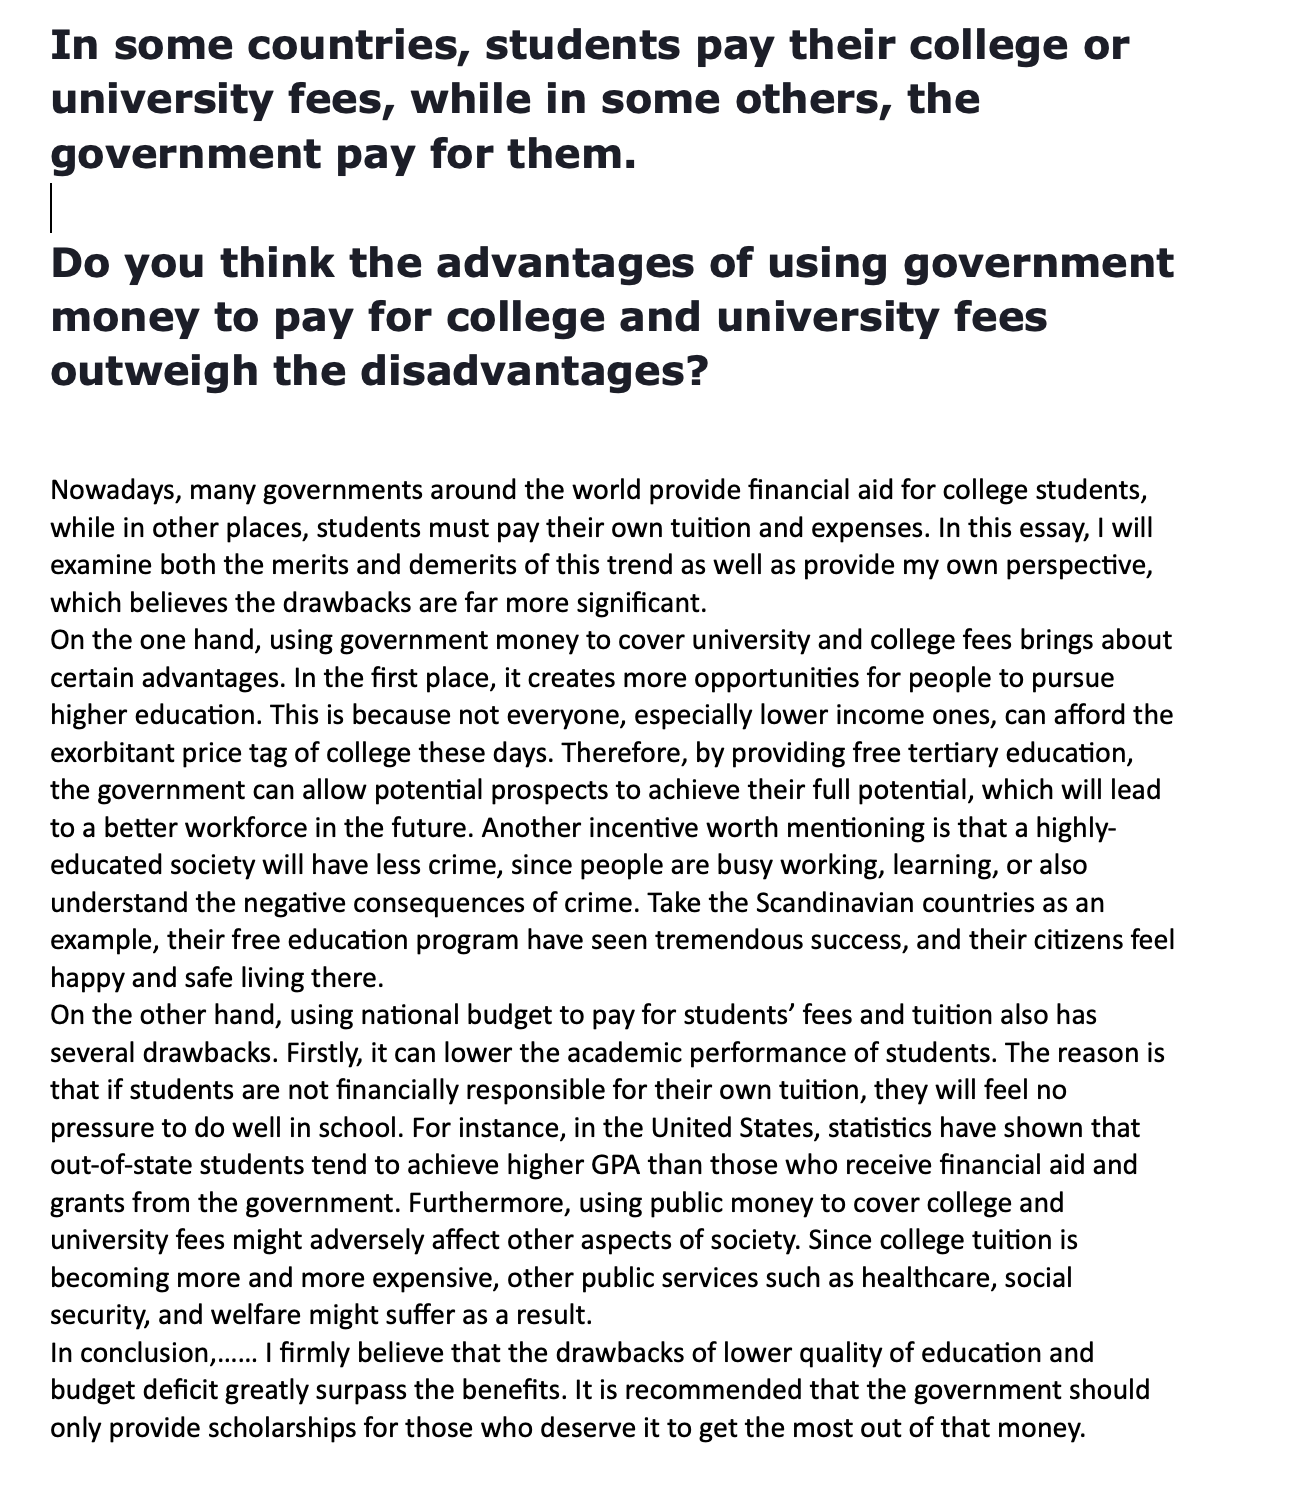 In some countries, students pay their college or
university fees, while in some others, the
government pay for them.
Do you think the advantages of using government
money to pay for college and university fees
outweigh the disadvantages?
Nowadays, many governments around the world provide financial aid for college students,
while in other places, students must pay their own tuition and expenses. In this essay, I will
examine both the merits and demerits of this trend as well as provide my own perspective,
which believes the drawbacks are far more significant.
On the one hand, using government money to cover university and college fees brings about
certain advantages. In the first place, it creates more opportunities for people to pursue
higher education. This is because not everyone, especially lower income ones, can afford the
exorbitant price tag of college these days. Therefore, by providing free tertiary education,
the government can allow potential prospects to achieve their full potential, which will lead
to a better workforce in the future. Another incentive worth mentioning is that a highly-
educated society will have less crime, since people are busy working, learning, or also
understand the negative consequences of crime. Take the Scandinavian countries as an
example, their free education program have seen tremendous success, and their citizens feel
happy and safe living there.
On the other hand, using national budget to pay for students’ fees and tuition also has
several drawbacks. Firstly, it can lower the academic performance of students. The reason is
that if students are not financially responsible for their own tuition, they will feel no
pressure to do well in school. For instance, in the United States, statistics have shown that
out-of-state students tend to achieve higher GPA than those who receive financial aid and
grants from the government. Furthermore, using public money to cover college and
university fees might adversely affect other aspects of society. Since college tuition is
becoming more and more expensive, other public services such as healthcare, social
security, and welfare might suffer as a result.
In conclusion,…… I firmly believe that the drawbacks of lower quality of education and
budget deficit greatly surpass the benefits. It is recommended that the government should
only provide scholarships for those who deserve it to get the most out of that money.